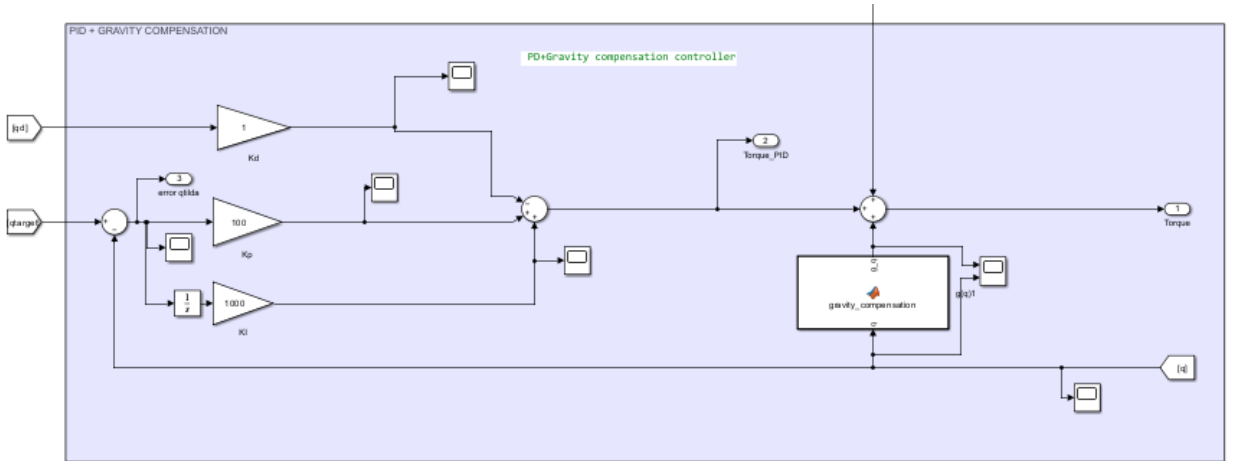 PID + GRAVITY COMPENSATION
PD+Gravity compensation controller
[qd]
1
Kd
2
Torque_PID
3
error qtilda
[qtarget]
+
−
100
Kp
−
+
+
+
+
+
1
Torque
1
s
1000
KI
g_q
gravity_compensation
q
g(q)1
[q]